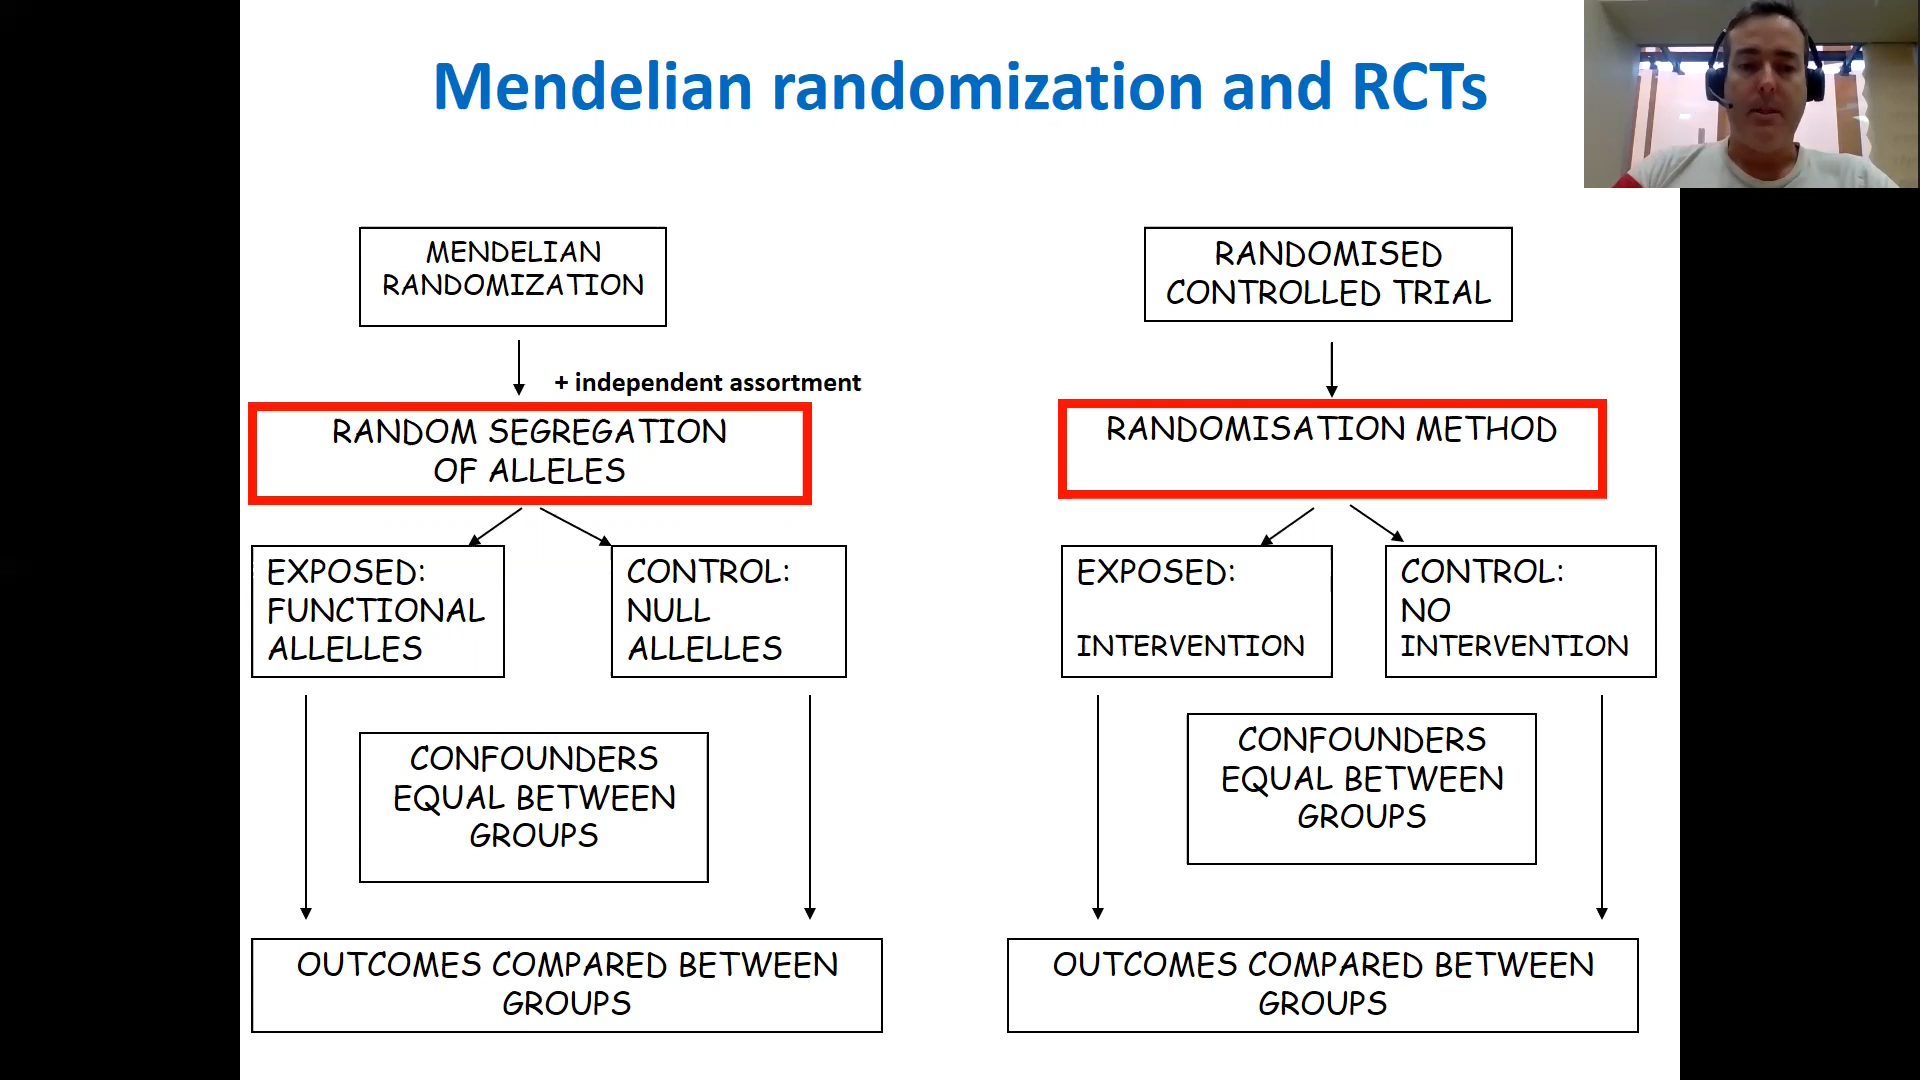 Mendelian randomization and RCTs
MENDELIAN
RANDOMIZATION
+ independent assortment
RANDOM SEGREGATION
OF ALLELES
EXPOSED:
FUNCTIONAL
ALLELLES
CONTROL:
NULL
ALLELLES
CONFOUNDERS
EQUAL BETWEEN
GROUPS
OUTCOMES COMPARED BETWEEN
GROUPS
RANDOMISED
CONTROLLED TRIAL
RANDOMISATION METHOD
EXPOSED:
INTERVENTION
CONTROL:
NO
INTERVENTION
CONFOUNDERS
EQUAL BETWEEN
GROUPS
OUTCOMES COMPARED BETWEEN
GROUPS